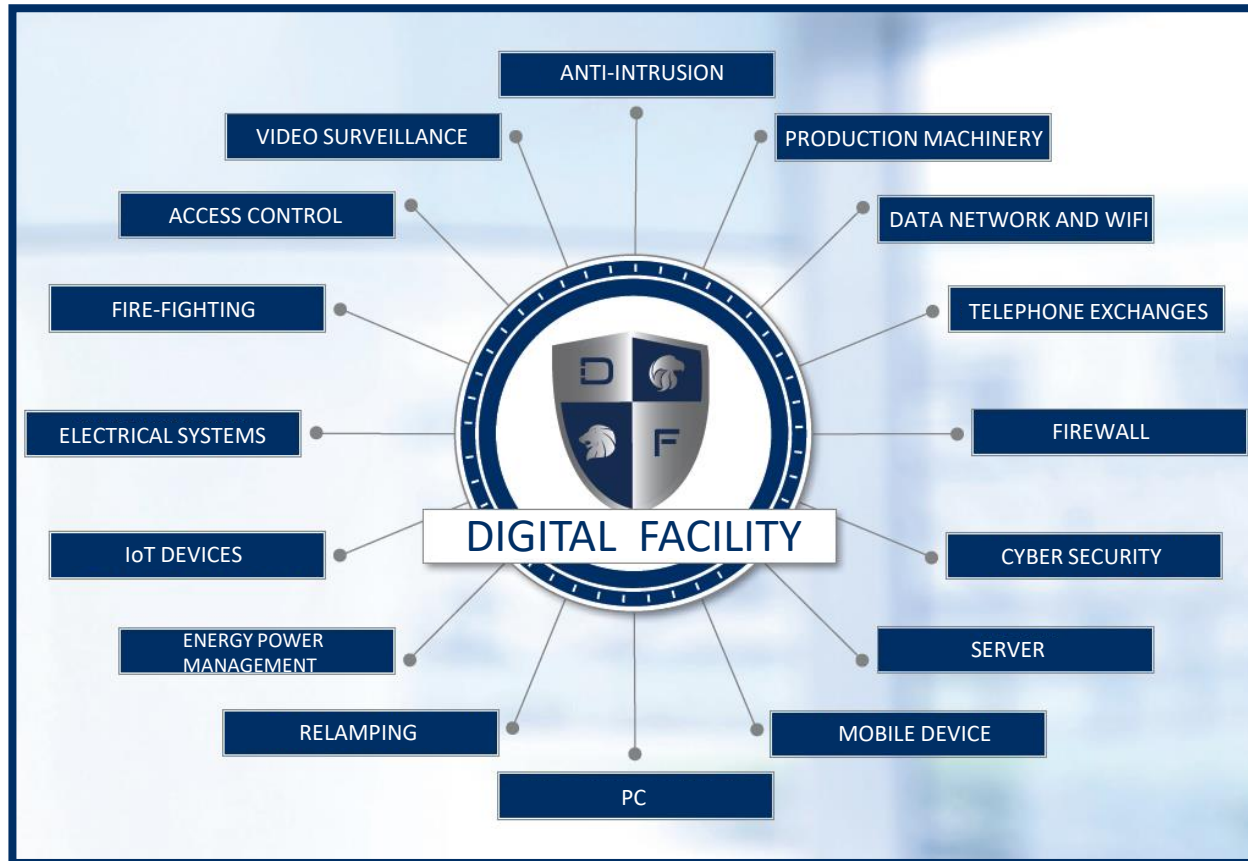 ANTI-INTRUSION
VIDEO SURVEILLANCE
PRODUCTION MACHINERY
ACCESS CONTROL
DATA NETWORK AND WIFI
FIRE-FIGHTING
TELEPHONE EXCHANGES
D
F
ELECTRICAL SYSTEMS
FIREWALL
DIGITAL FACILITY
IoT DEVICES
CYBER SECURITY
ENERGY POWER
MANAGEMENT
SERVER
RELAMPING
MOBILE DEVICE
PC